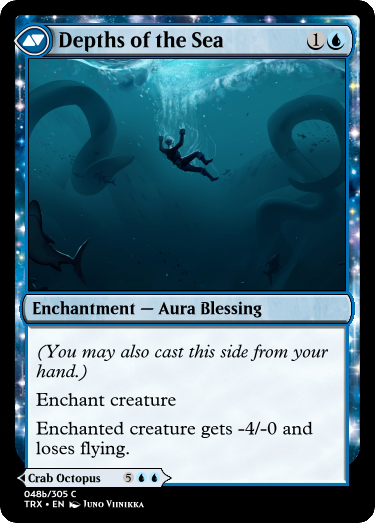 Depths of the Sea 1
Enchantment — Aura Blessing
(You may also cast this side from your
hand.)
Enchant creature
Enchanted creature gets -4/-0 and
loses flying.
Crab Octopus 5
048b/305 C
TRX • EN Juno Viinikka